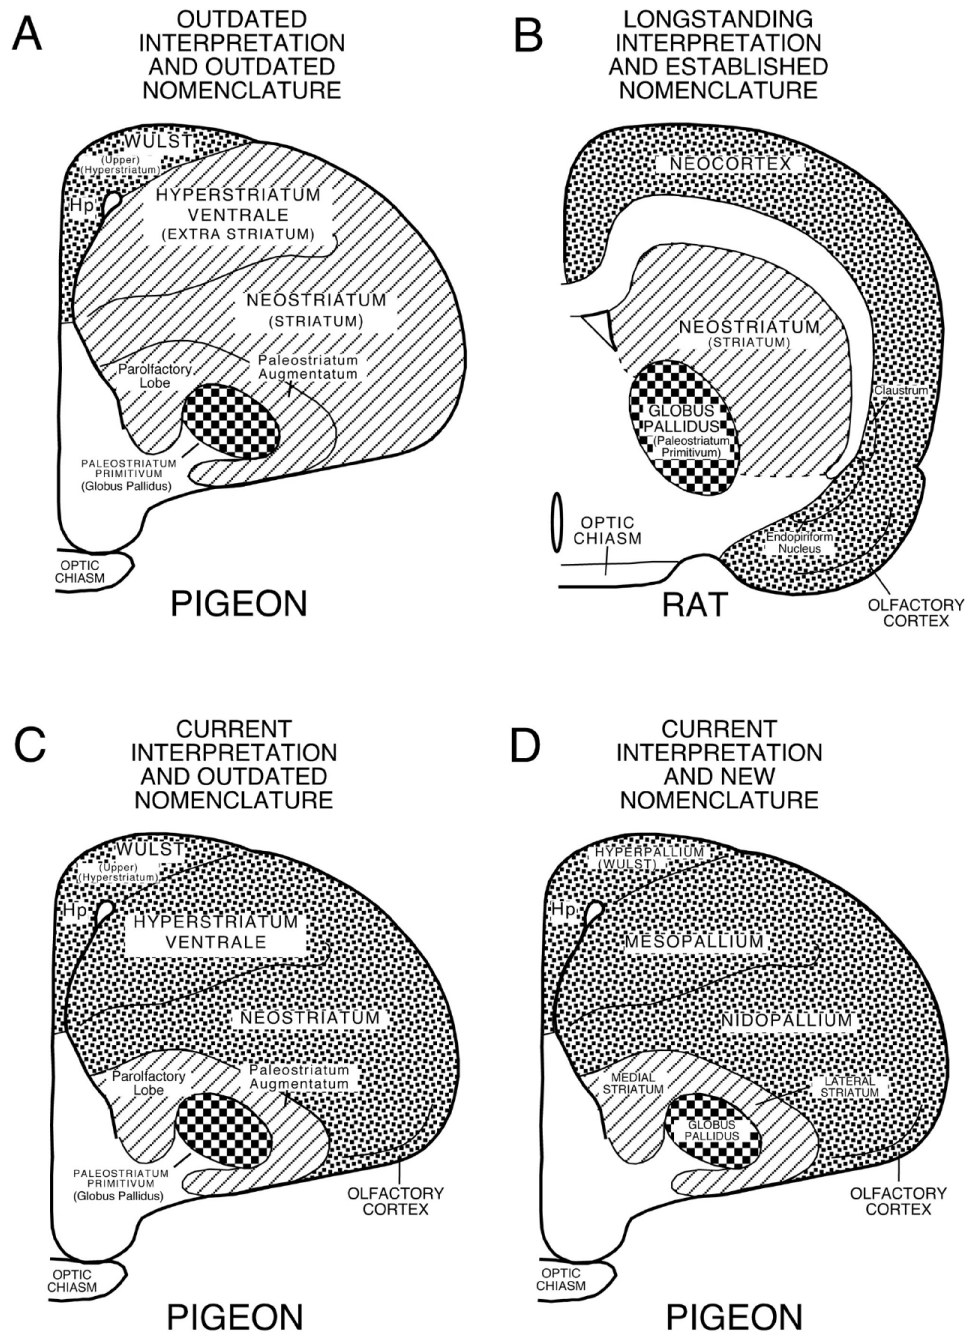 A
OUTDATED
INTERPRETATION
AND OUTDATED
NOMENCLATURE
WULST
(Upper)
(Hyperstriatum)
Hp
HYPERSTRIATUM
VENTRALE
(EXTRA STRIATUM)
NEOSTRIATUM
(STRIATUM)
Paleostriatum
Augmentatum
Parolfactory
Lobe
PALEOSTRIATUM
PRIMITIVUM
(Globus Pallidus)
OPTIC
CHIASM
PIGEON
B
LONGSTANDING
INTERPRETATION
AND ESTABLISHED
NOMENCLATURE
NEOCORTEX
NEOSTRIATUM
(STRIATUM)
Claustrum
GLOBUS
PALLIDUS
(Paleostriatum
Primitivum)
OPTIC
CHIASM
Endopiriform
Nucleus
OLFACTORY
CORTEX
RAT
C
CURRENT
INTERPRETATION
AND OUTDATED
NOMENCLATURE
WULST
(Upper)
(Hyperstriatum)
Hp
HYPERSTRIATUM
VENTRALE
NEOSTRIATUM
Paleostriatum
Augmentatum
Parolfactory
Lobe
PALEOSTRIATUM
PRIMITIVUM
(Globus Pallidus)
OLFACTORY
CORTEX
OPTIC
CHIASM
PIGEON
D
CURRENT
INTERPRETATION
AND NEW
NOMENCLATURE
HYPERPALLIUM
(WULST)
Hp
MESOPALLIUM
NIDOPALLIUM
MEDIAL
STRIATUM
LATERAL
STRIATUM
GLOBUS
PALLIDUS
OLFACTORY
CORTEX
OPTIC
CHIASM
PIGEON